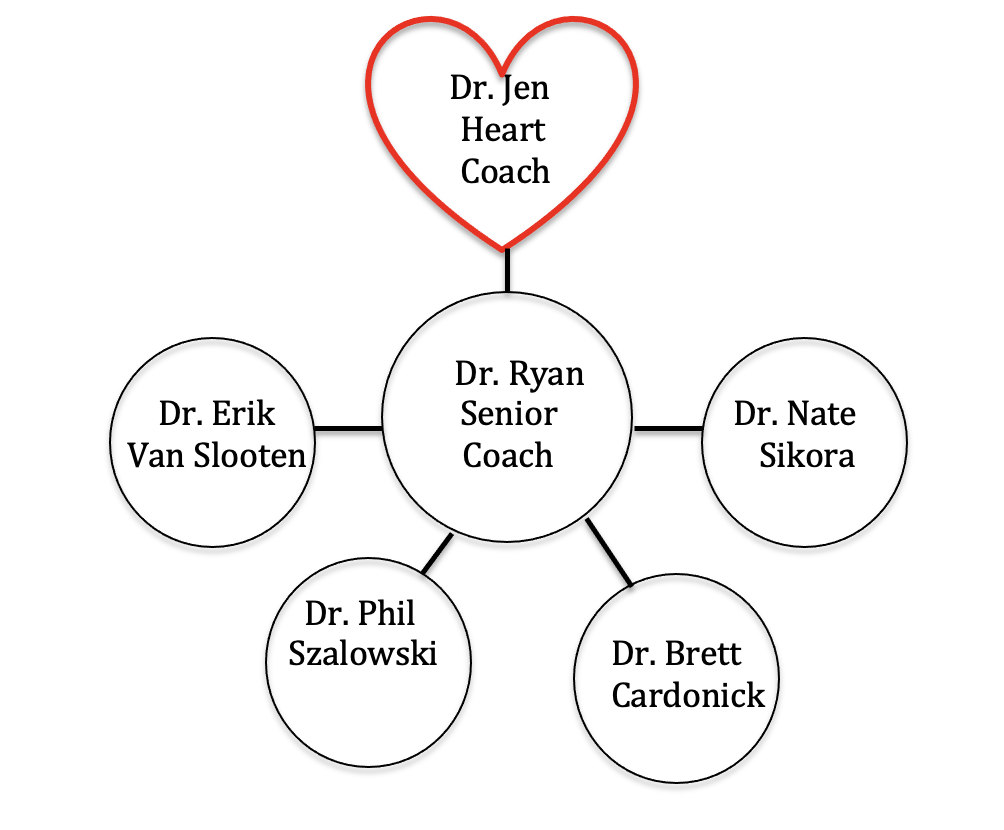 Dr. Jen
Heart
Coach
Dr. Ryan
Senior
Coach
Dr. Erik
Van Slooten
Dr. Nate
Sikora
Dr. Phil
Szalowski
Dr. Brett
Cardonick